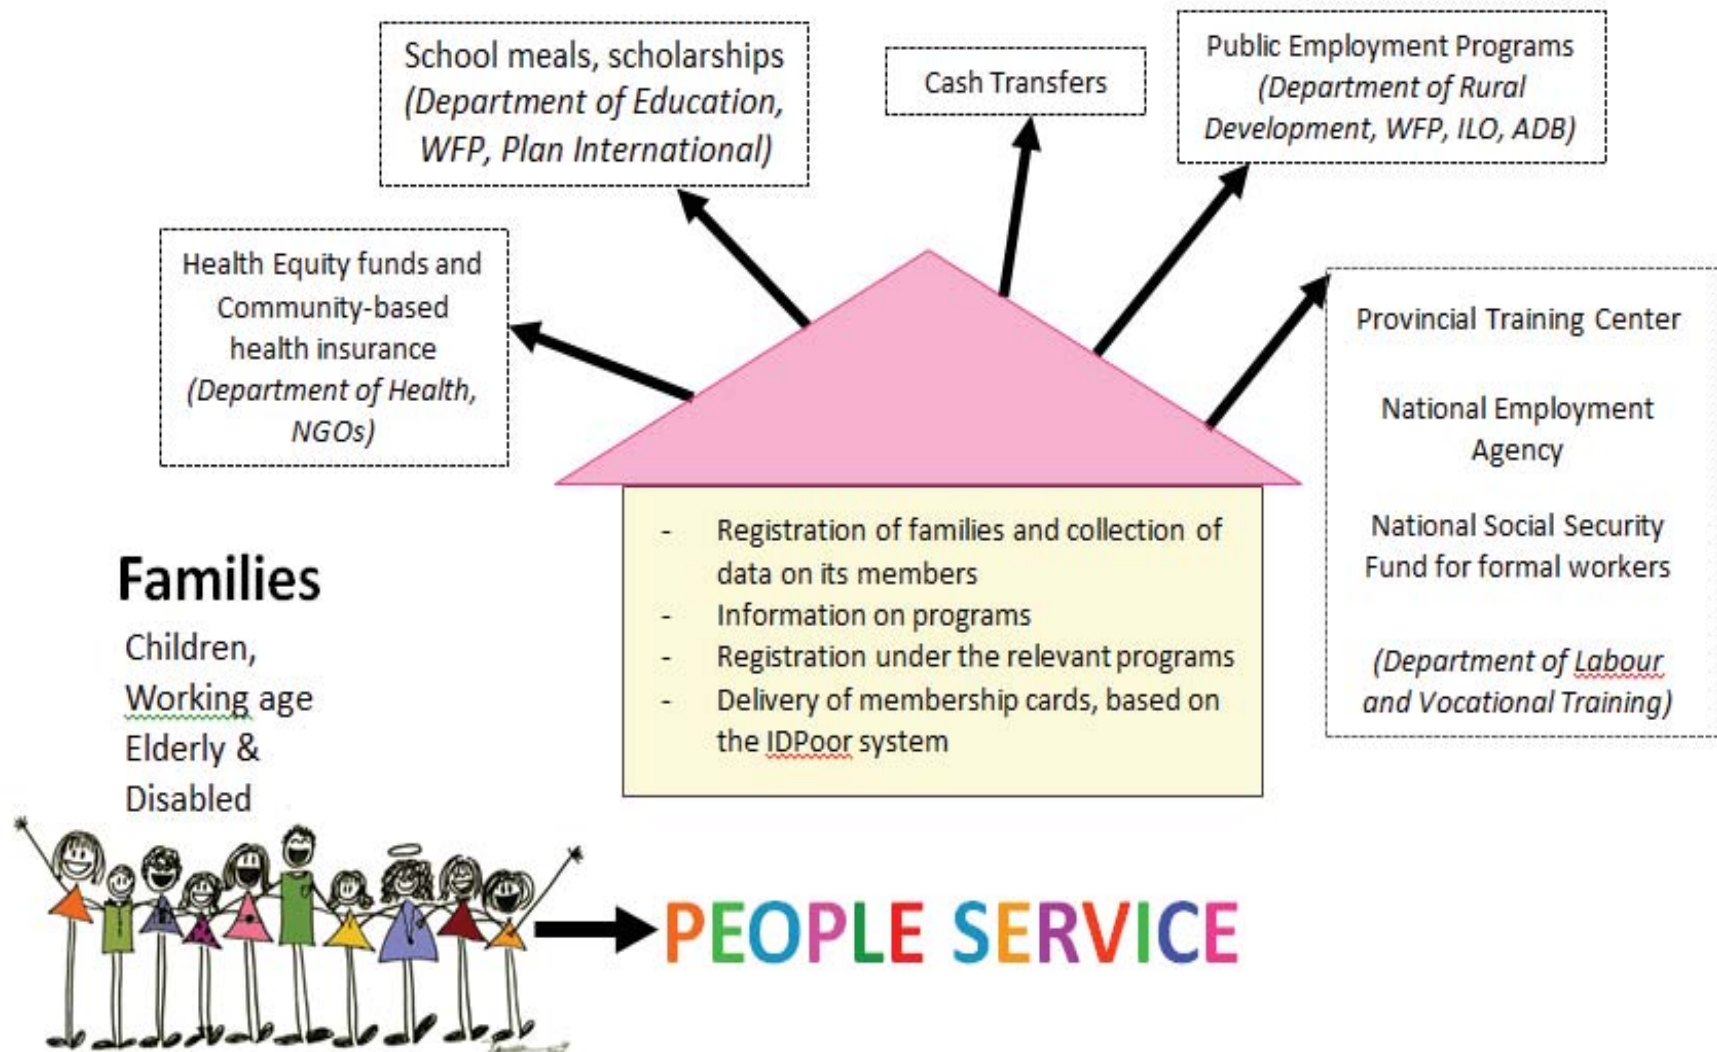 School meals, scholarships
(Department of Education,
WFP, Plan International)
Cash Transfers
Public Employment Programs
(Department of Rural
Development, WFP, ILO, ADB)
Health Equity funds and
Community-based
health insurance
(Department of Health,
NGOs)
Provincial Training Center
National Employment
Agency
National Social Security
Fund for formal workers
(Department of Labour
and Vocational Training)
- Registration of families and collection of
data on its members
- Information on programs
- Registration under the relevant programs
- Delivery of membership cards, based on
the IDPoor system
Families
Children,
Working age
Elderly &
Disabled
PEOPLE SERVICE